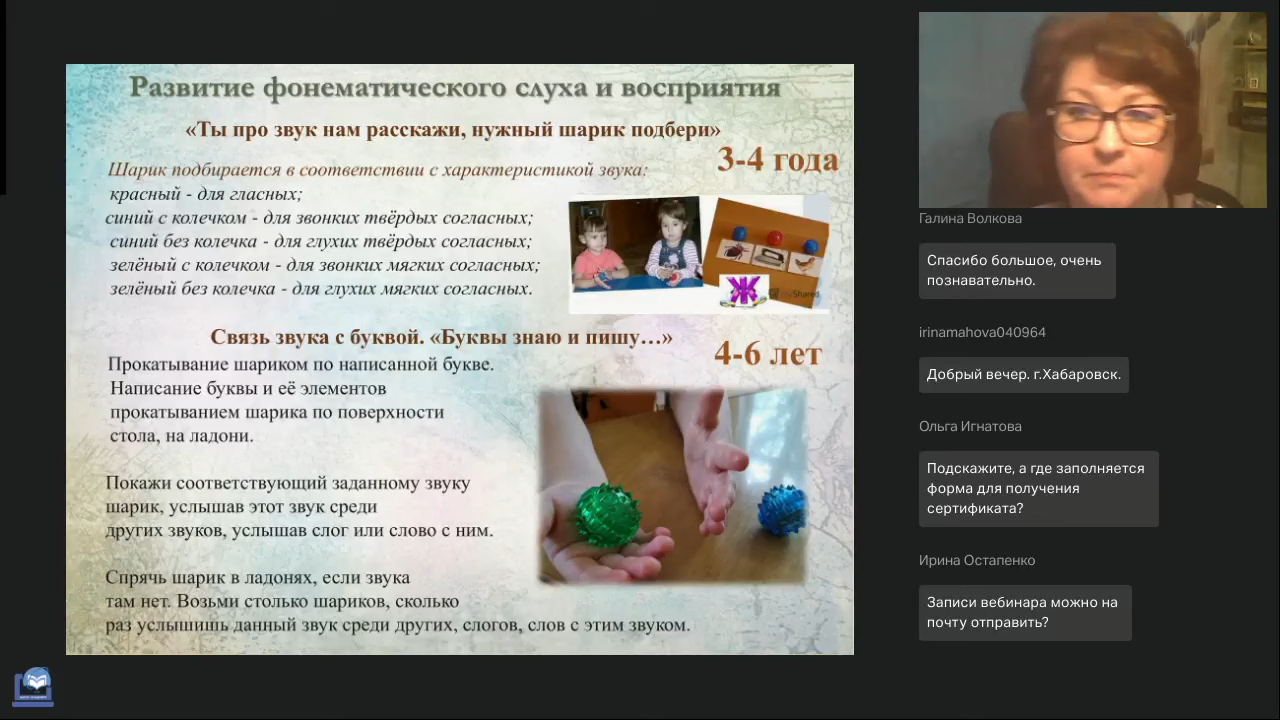 Развитие фонематического слуха и восприятия
«Ты про звук нам расскажи, нужный шарик подбери»
3-4 года
Шарик подбирается в соответствии с характеристикой звука:
красный - для гласных;
синий с колечком - для звонких твёрдых согласных;
синий без колечка - для глухих твёрдых согласных;
зелёный с колечком - для звонких мягких согласных;
зелёный без колечка - для глухих мягких согласных.
Ж
Связь звука с буквой. «Буквы знаю и пишу…»
4-6 лет
Прокатывание шариком по написанной букве.
Написание буквы и её элементов
прокатыванием шарика по поверхности
стола, на ладони.
Покажи соответствующий заданному звуку
шарик, услышав этот звук среди
других звуков, услышав слог или слово с ним.
Спрячь шарик в ладонях, если звука
там нет. Возьми столько шариков, сколько
раз услышишь данный звук среди других, слогов, слов с этим звуком.
Галина Волкова
Спасибо большое, очень
познавательно.
irinamahova040964
Добрый вечер. г.Хабаровск.
Ольга Игнатова
Подскажите, а где заполняется
форма для получения
сертификата?
Ирина Остапенко
Записи вебинара можно на
почту отправить?